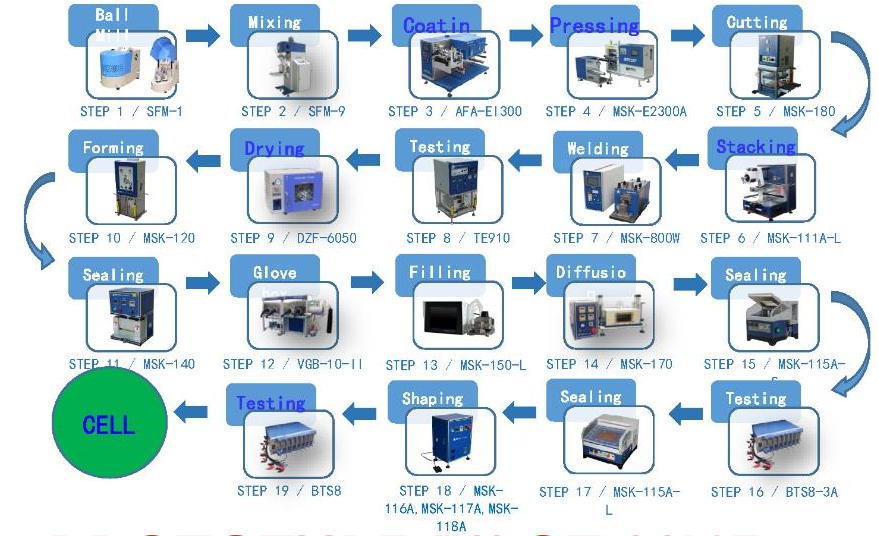 Ball
Mill
Mixing
Coatin
Pressing
Cutting
STEP 1 / SFM-1
STEP 2 / SFM-9
STEP 3 / AFA-EI300
STEP 4 / MSK-E2300A
STEP 5 / MSK-180
Forming
Drying
Testing
Welding
Stacking
STEP 10 / MSK-120
STEP 9 / DZF-6050
STEP 8 / TE910
STEP 7 / MSK-800W
STEP 6 / MSK-111A-L
Sealing
Glove
box
Filling
Diffusio
Sealing
STEP 11 / MSK-140
STEP 12 / VGB-10-II
STEP 13 / MSK-150-L
STEP 14 / MSK-170
STEP 15 / MSK-115A-
S
CELL
Testing
Shaping
Sealing
Testing
STEP 19 / BTS8
STEP 18 / MSK-
116A,MSK-117A,MSK-
118A
STEP 17 / MSK-115A-
L
STEP 16 / BTS8-3A